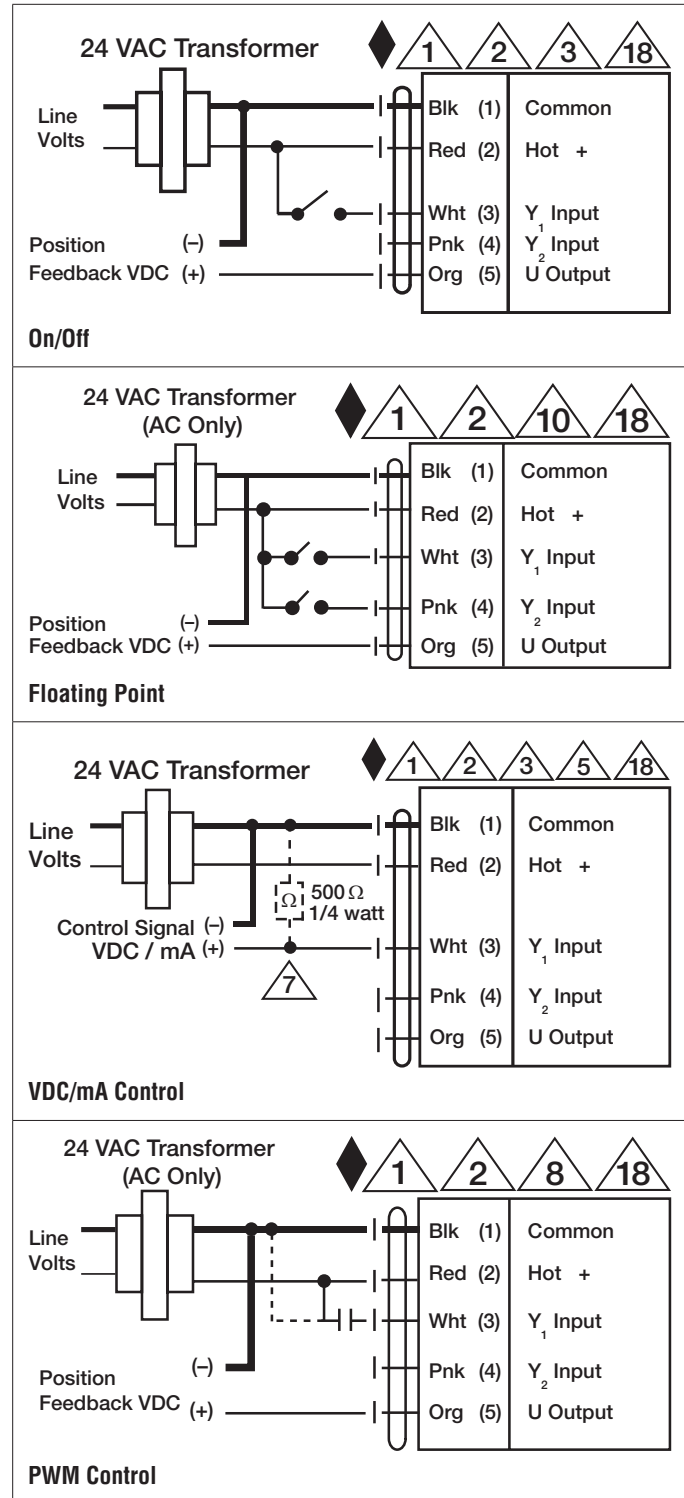 24 VAC Transformer
1 2 3 18
Line
Volts
Blk (1) Common
Red (2) Hot +
Wht (3) Y1 Input
Position (–)
Pnk (4) Y2 Input
Feedback VDC (+)
Org (5) U Output
On/Off
24 VAC Transformer
(AC Only)
1 2 10 18
Line
Volts
Blk (1) Common
Red (2) Hot +
Wht (3) Y1 Input
Pnk (4) Y2 Input
Position (–)
Feedback VDC (+)
Org (5) U Output
Floating Point
24 VAC Transformer
1 2 3 5 18
Line
Volts
Blk (1) Common
Red (2) Hot +
Ω 500 Ω
1/4 watt
Control Signal (–)
VDC / mA (+)
Wht (3) Y1 Input
7
Pnk (4) Y2 Input
Org (5) U Output
VDC/mA Control
24 VAC Transformer
(AC Only)
1 2 8 18
Line
Volts
Blk (1) Common
Red (2) Hot +
Wht (3) Y1 Input
Pnk (4) Y2 Input
Position (–)
Feedback VDC (+)
Org (5) U Output
PWM Control